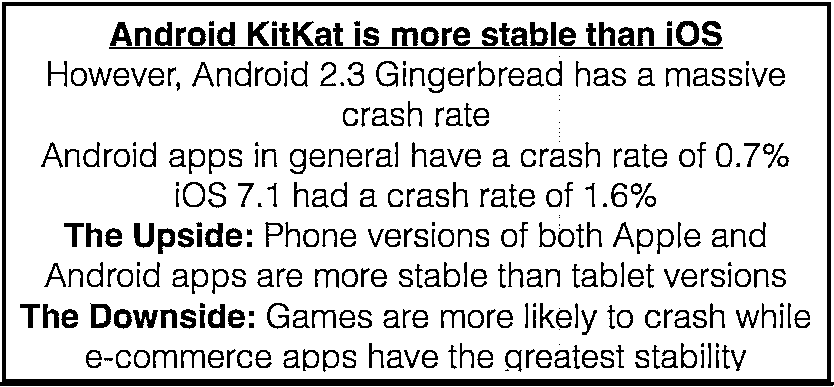 Android KitKat is more stable than iOS
However, Android 2.3 Gingerbread has a massive
crash rate
Android apps in general have a crash rate of 0.7%
iOS 7.1 had a crash rate of 1.6%
The Upside: Phone versions of both Apple and
Android apps are more stable than tablet versions
The Downside: Games are more likely to crash while
e-commerce apps have the greatest stability